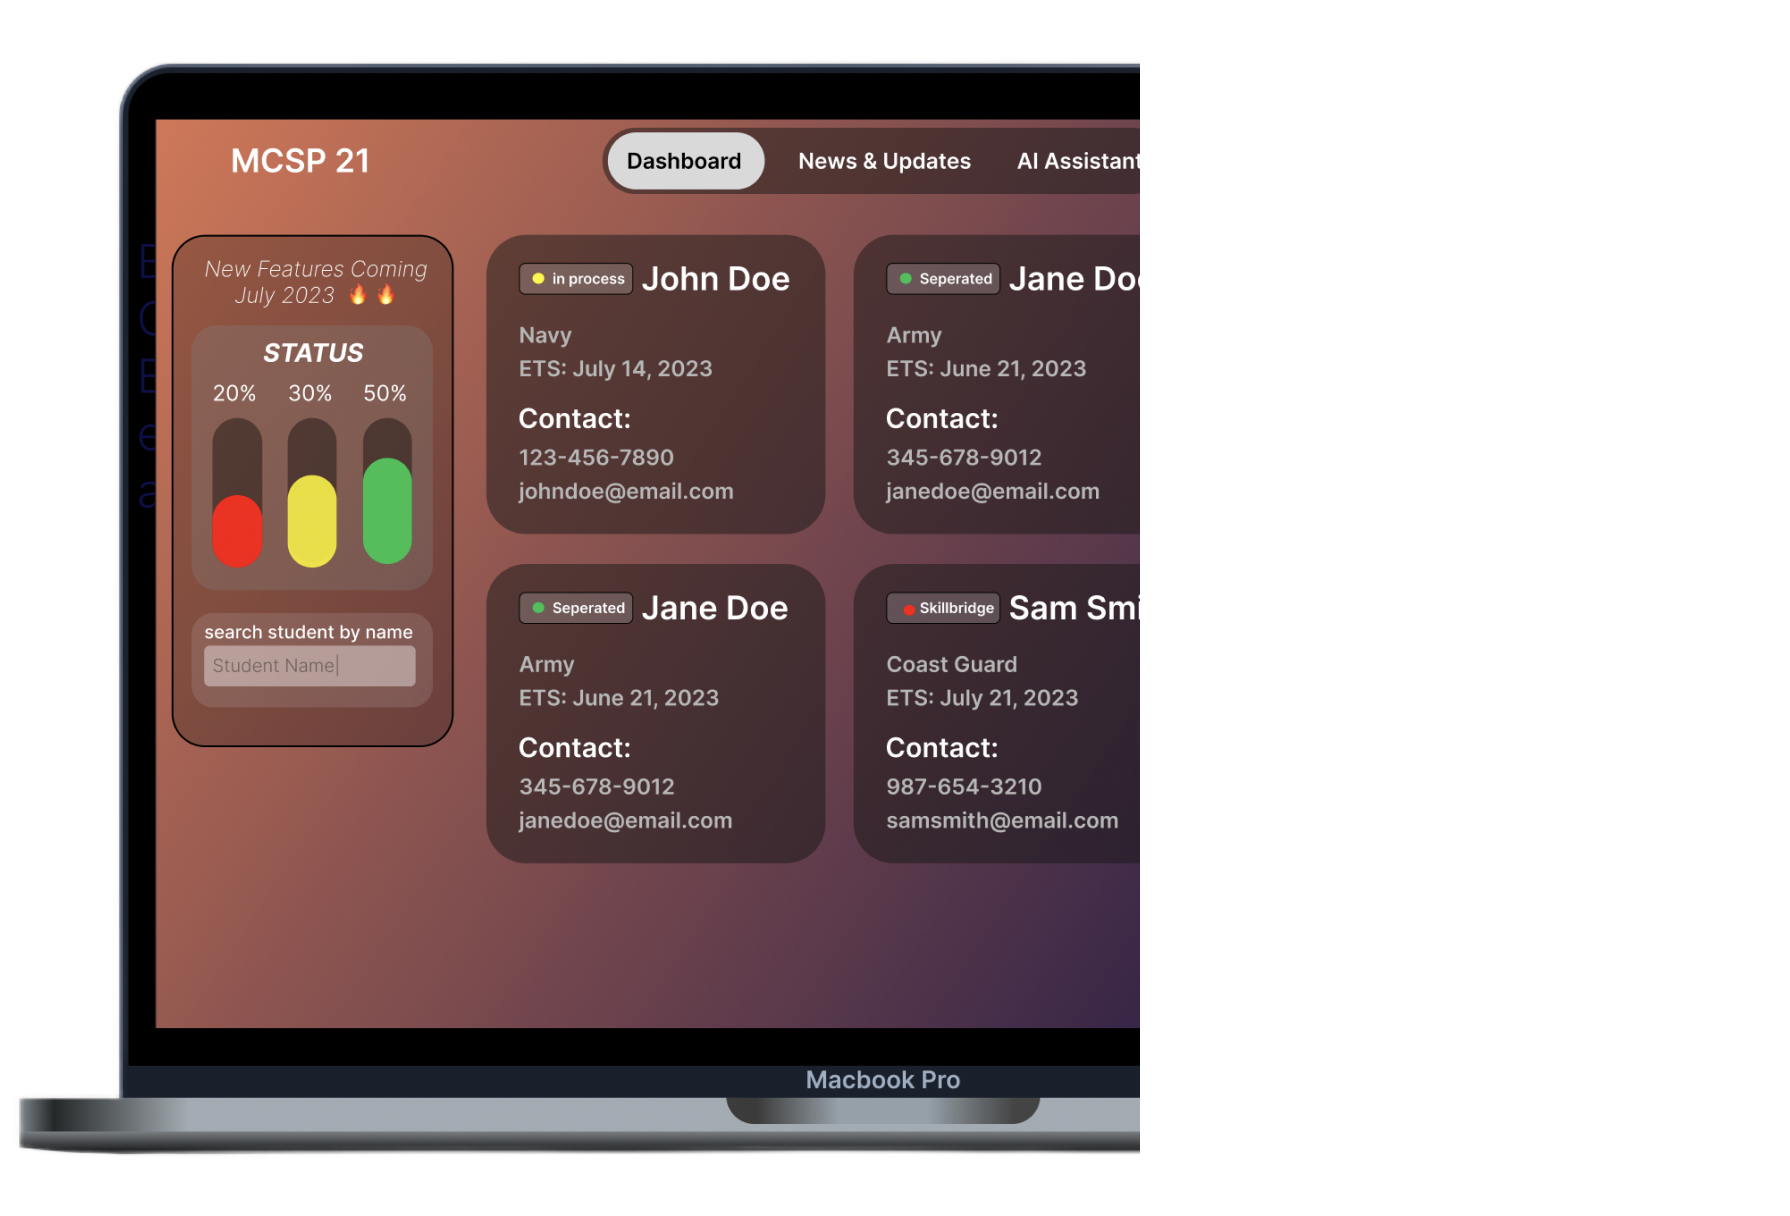 MCSP 21
Dashboard
News & Updates
AI Assistant
New Features Coming
July 2023 🔥 🔥
STATUS
20% 30% 50%
search student by name
Student Name
in process John Doe
Navy
ETS: July 14, 2023
Contact:
123-456-7890
johndoe@email.com
Seperated Jane Doe
Army
ETS: June 21, 2023
Contact:
345-678-9012
janedoe@email.com
Seperated Jane Doe
Army
ETS: June 21, 2023
Contact:
345-678-9012
janedoe@email.com
Skillbridge Sam Smi
Coast Guard
ETS: July 21, 2023
Contact:
987-654-3210
samsmith@email.com
Macbook Pro